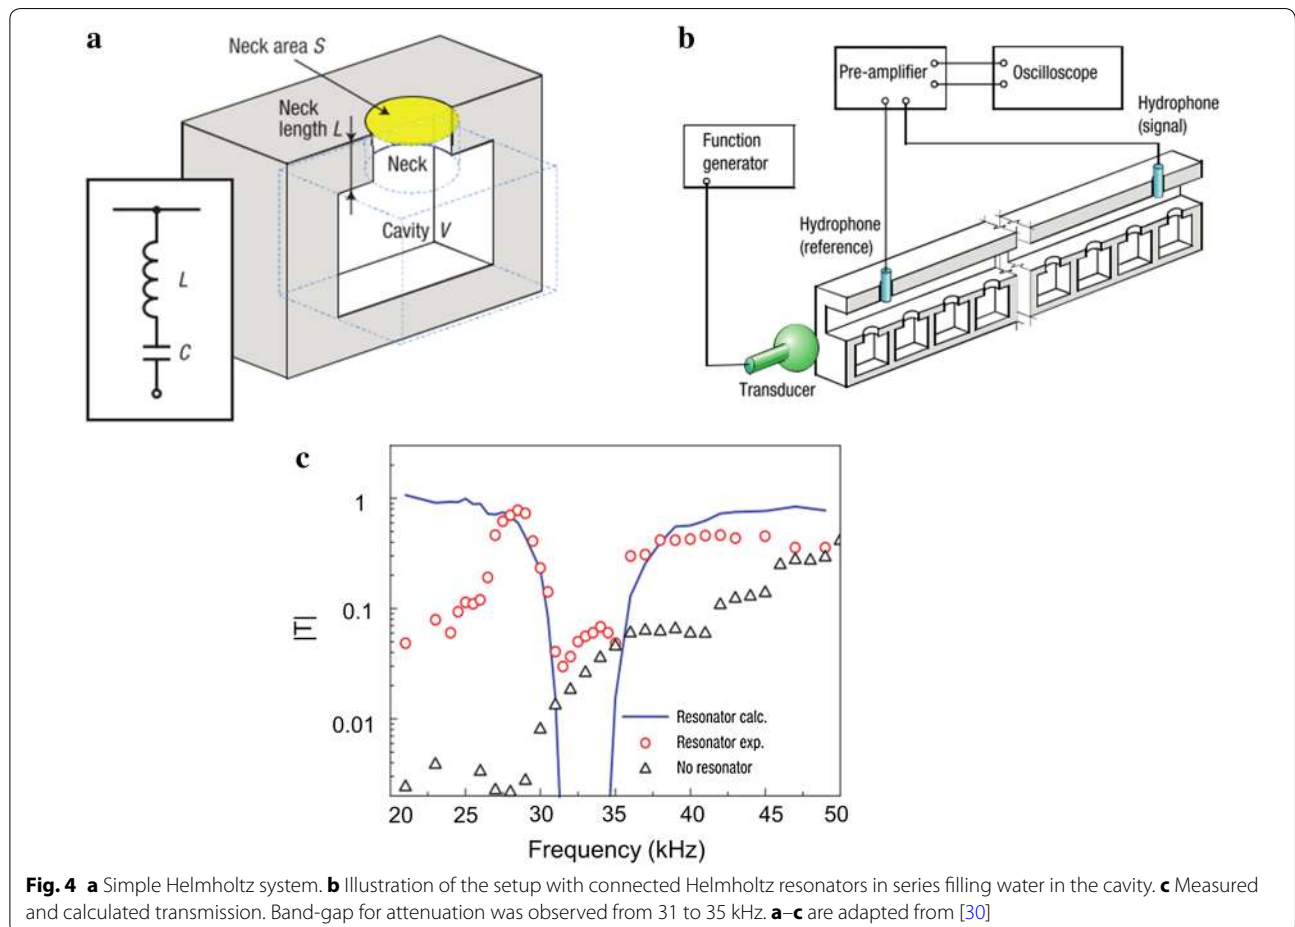 a
Neck area S
Neck
length L
Neck
Cavity V
L
C
b
Pre-amplifier
Oscilloscope
Hydrophone
(signal)
Function
generator
Hydrophone
(reference)
Transducer
c
1
0.1
0.01
|T|
Resonator calc.
Resonator exp.
No resonator
20 25 30 35 40 45 50
Frequency (kHz)
Fig. 4 a Simple Helmholtz system. b Illustration of the setup with connected Helmholtz resonators in series filling water in the cavity. c Measured
and calculated transmission. Band-gap for attenuation was observed from 31 to 35 kHz. a–c are adapted from [30]